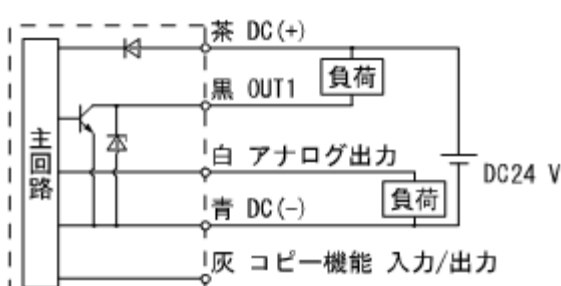 茶 DC(+)
負荷
黒 OUT1
主回路
白 アナログ出力
DC24 V
負荷
青 DC(-)
灰 コピー機能 入力/出力